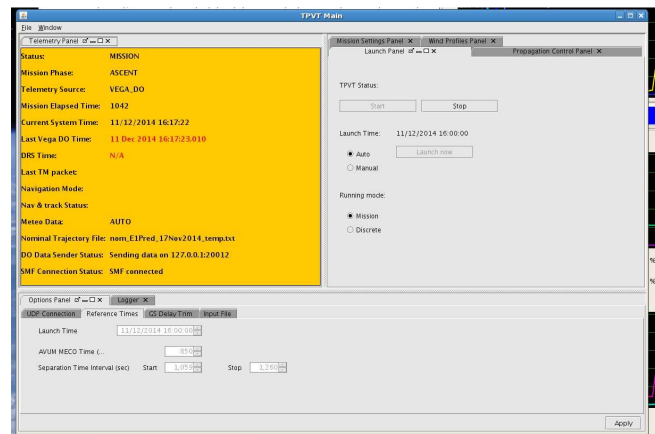 TPVT Main
File Window
Telemetry Panel
Status: MISSION
Mission Phase: ASCENT
Telemetry Source: VEGA_DO
Mission Elapsed Time: 1042
Current System Time: 11/12/2014 16:17:22
Last Vega DO Time: 11 Dec 2014 16:17:23.010
DRS Time: N/A
Last TM packet:
Navigation Mode:
Nav & track Status:
Meteo Data: AUTO
Nominal Trajectory File: nom_E1Pred_17Nov2014_temp.txt
DO Data Sender Status: Sending data on 127.0.0.1:20012
SMF Connection Status: SMF connected
Mission Settings Panel Wind Profiles Panel
Launch Panel Propagation Control Panel
TPVT Status:
Start Stop
Launch Time: 11/12/2014 16:00:00
Auto Launch now
Manual
Running mode:
Mission
Discrete
Options Panel Logger
UDP Connection Reference Times GS Delay Trim Input File
Launch Time 11/12/2014 16:00:00
AVUM MECO Time (... 850
Separation Time Interval (sec) Start 1,059 Stop 1,260
Apply
%
%